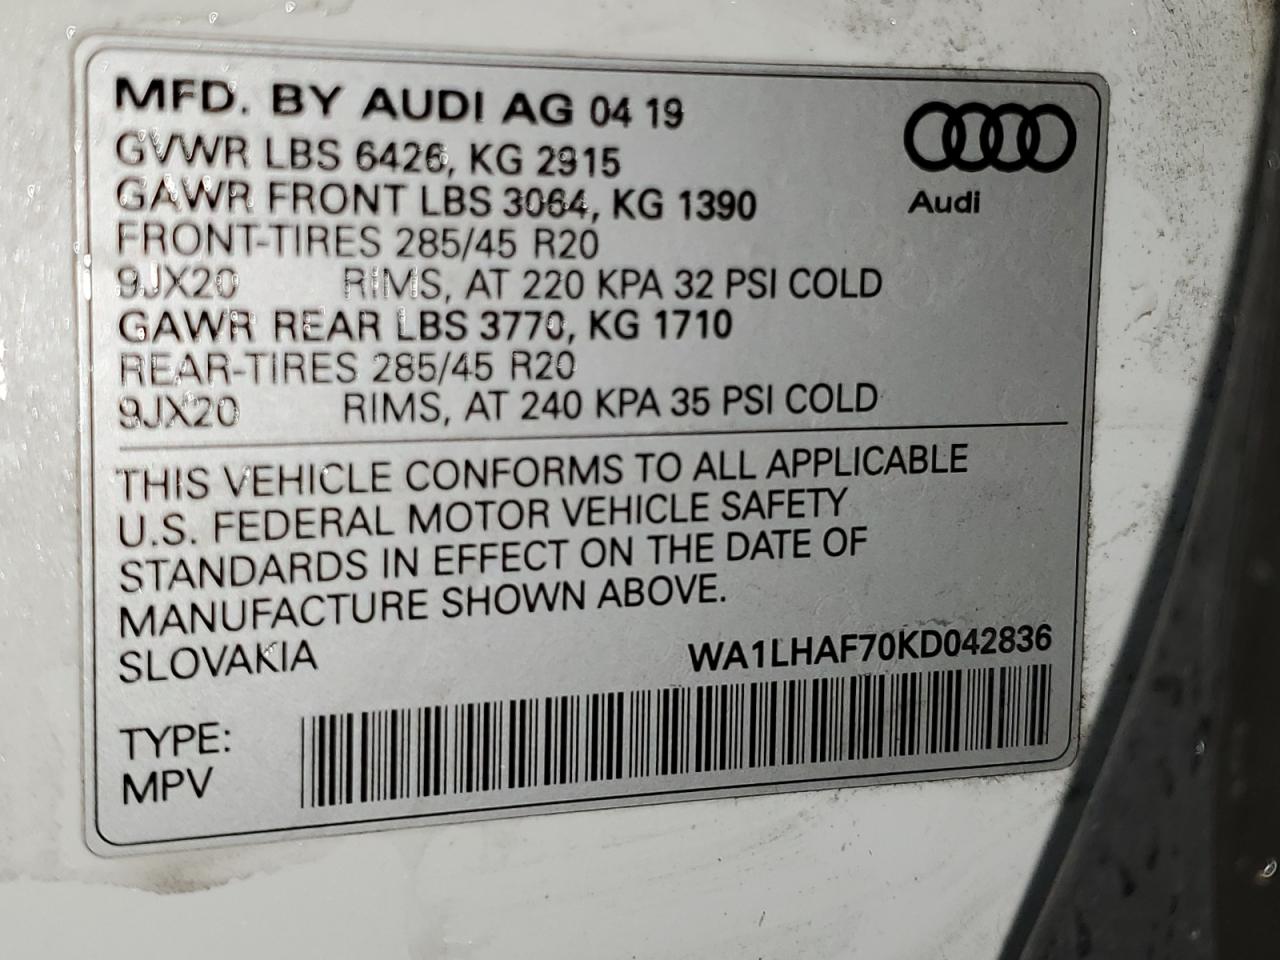 MFD. BY AUDI AG 04 19
GVWR LBS 6426, KG 2915
GAWR FRONT LBS 3064, KG 1390
FRONT-TIRES 285/45 R20
9JX20 RIMS, AT 220 KPA 32 PSI COLD
GAWR REAR LBS 3770, KG 1710
REAR-TIRES 285/45 R20
9JX20 RIMS, AT 240 KPA 35 PSI COLD
Audi
THIS VEHICLE CONFORMS TO ALL APPLICABLE
U.S. FEDERAL MOTOR VEHICLE SAFETY
STANDARDS IN EFFECT ON THE DATE OF
MANUFACTURE SHOWN ABOVE.
SLOVAKIA
WA1LHAF70KD042836
TYPE:
MPV